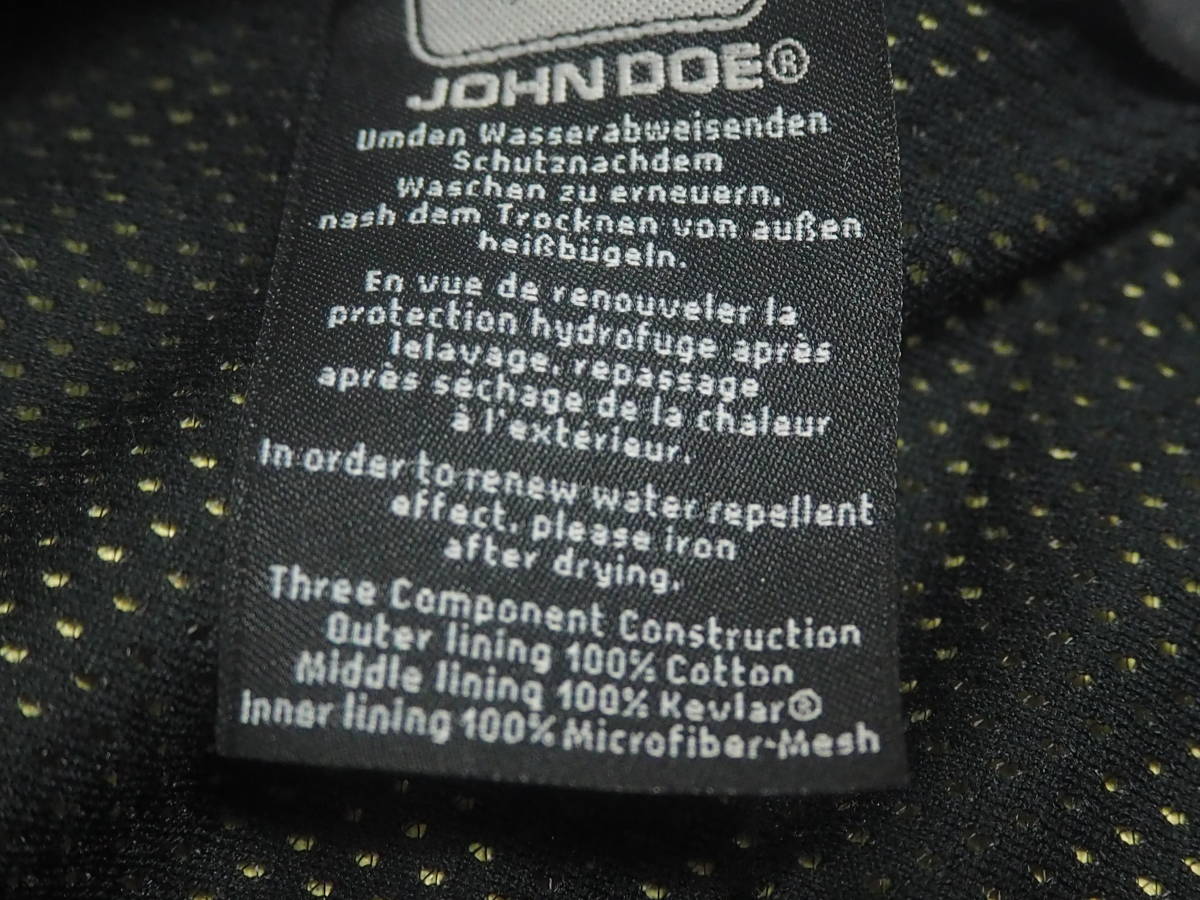 JOHN DOE®
Umden Wasserabweisenden
Schutznachdem
Waschen zu erneuern,
nash dem Trocknen von außen
heißbügeln.
En vue de renouveler la
protection hydrofuge après
lelavage, repassage
après séchage de la chaleur
à l'extérieur.
In order to renew water repellent
effect, please iron
after drying.
Three Component Construction
Outer lining 100% Cotton
Middle lining 100% Kevlar®
Inner lining 100% Microfiber-Mesh